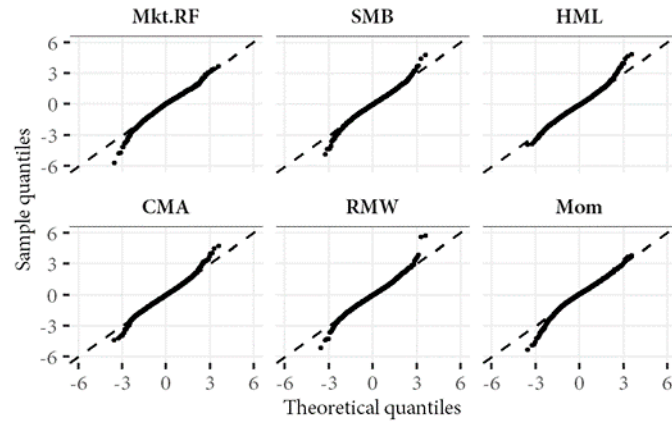 Mkt.RF SMB HML
6
3
0
-3
-6
CMA RMW Mom
6
3
0
-3
-6
-6 -3 0 3 6 -6 -3 0 3 6 -6 -3 0 3 6
Sample quantiles
Theoretical quantiles